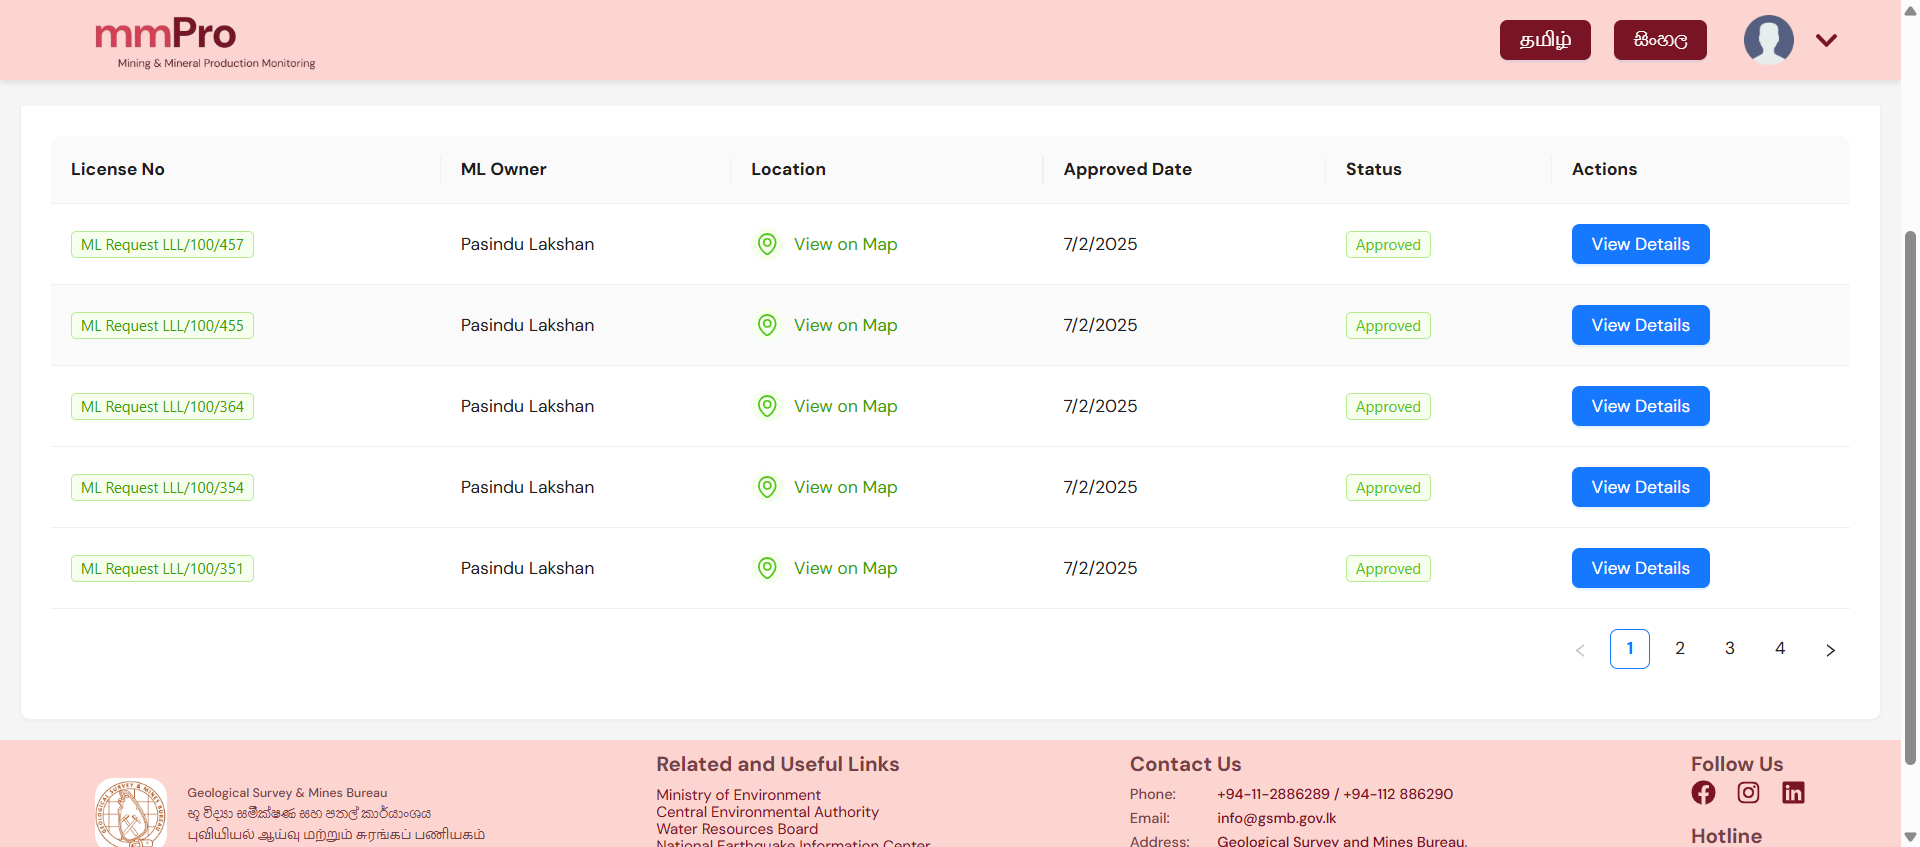 mmPro
Mining & Mineral Production Monitoring
தமிழ்
සිංහල
License No
ML Owner
Location
Approved Date
Status
Actions
ML Request LLL/100/457
Pasindu Lakshan
View on Map
7/2/2025
Approved
View Details
ML Request LLL/100/455
Pasindu Lakshan
View on Map
7/2/2025
Approved
View Details
ML Request LLL/100/364
Pasindu Lakshan
View on Map
7/2/2025
Approved
View Details
ML Request LLL/100/354
Pasindu Lakshan
View on Map
7/2/2025
Approved
View Details
ML Request LLL/100/351
Pasindu Lakshan
View on Map
7/2/2025
Approved
View Details
< 1 2 3 4 >
GEOLOGICAL SURVEY & MINES BUREAU
Geological Survey & Mines Bureau
භූ විද්‍යා සමීක්ෂණ සහ පතල් කාර්යාංශය
புவியியல் ஆய்வு மற்றும் சுரங்கப் பணியகம்
Related and Useful Links
Ministry of Environment
Central Environmental Authority
Water Resources Board
National Earthquake Information Center
Contact Us
Phone: +94-11-2886289 / +94-112 886290
Email: info@gsmb.gov.lk
Address: Geological Survey and Mines Bureau,
Follow Us
Hotline